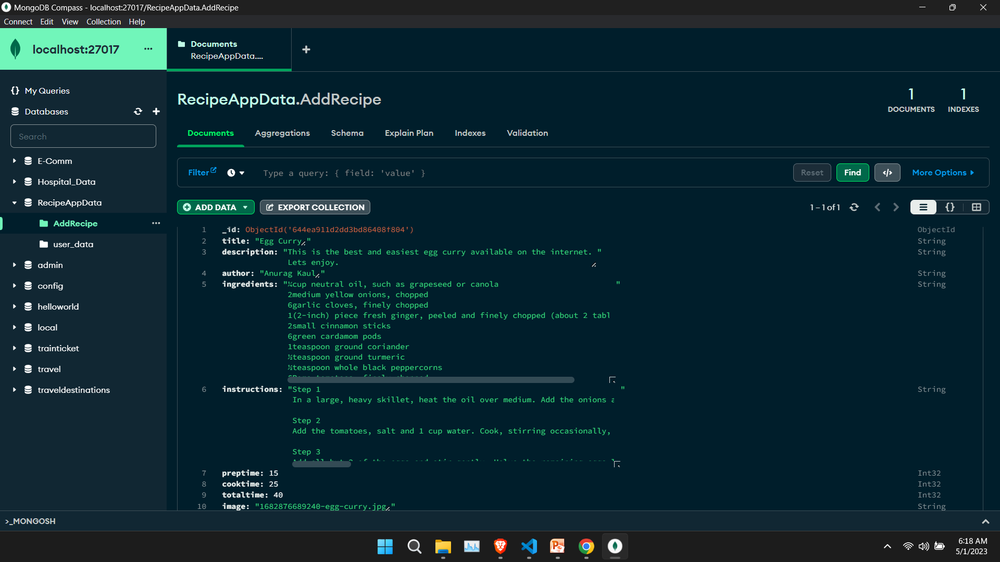 MongoDB Compass - localhost:27017/RecipeAppData.AddRecipe
Connect Edit View Collection Help
localhost:27017 ...
Documents
RecipeAppData....
My Queries
Databases
Search
E-Comm
Hospital_Data
RecipeAppData
AddRecipe ...
user_data
admin
config
helloworld
local
trainticket
travel
traveldestinations
RecipeAppData.AddRecipe
1 DOCUMENTS
1 INDEXES
Documents Aggregations Schema Explain Plan Indexes Validation
Filter Type a query: { field: 'value' } Reset Find </> More Options
ADD DATA EXPORT COLLECTION 1 – 1 of 1 {}
1 _id: ObjectId('644ea911d2dd3bd86408f804') ObjectId
2 title: "Egg Curry" String
3 description: "This is the best and easiest egg curry available on the internet. " String
Lets enjoy.
4 author: "Anurag Kaul" String
5 ingredients: "¼cup neutral oil, such as grapeseed or canola " String
2medium yellow onions, chopped
6garlic cloves, finely chopped
1(2-inch) piece fresh ginger, peeled and finely chopped (about 2 tabl
2small cinnamon sticks
6green cardamom pods
1teaspoon ground coriander
½teaspoon ground turmeric
½teaspoon whole black peppercorns
6 instructions: "Step 1 " String
In a large, heavy skillet, heat the oil over medium. Add the onions a
Step 2
Add the tomatoes, salt and 1 cup water. Cook, stirring occasionally,
Step 3
7 preptime: 15 Int32
8 cooktime: 25 Int32
9 totaltime: 40 Int32
10 image: "1682876689240-egg-curry.jpg" String
>_MONGOSH
6:18 AM
5/1/2023